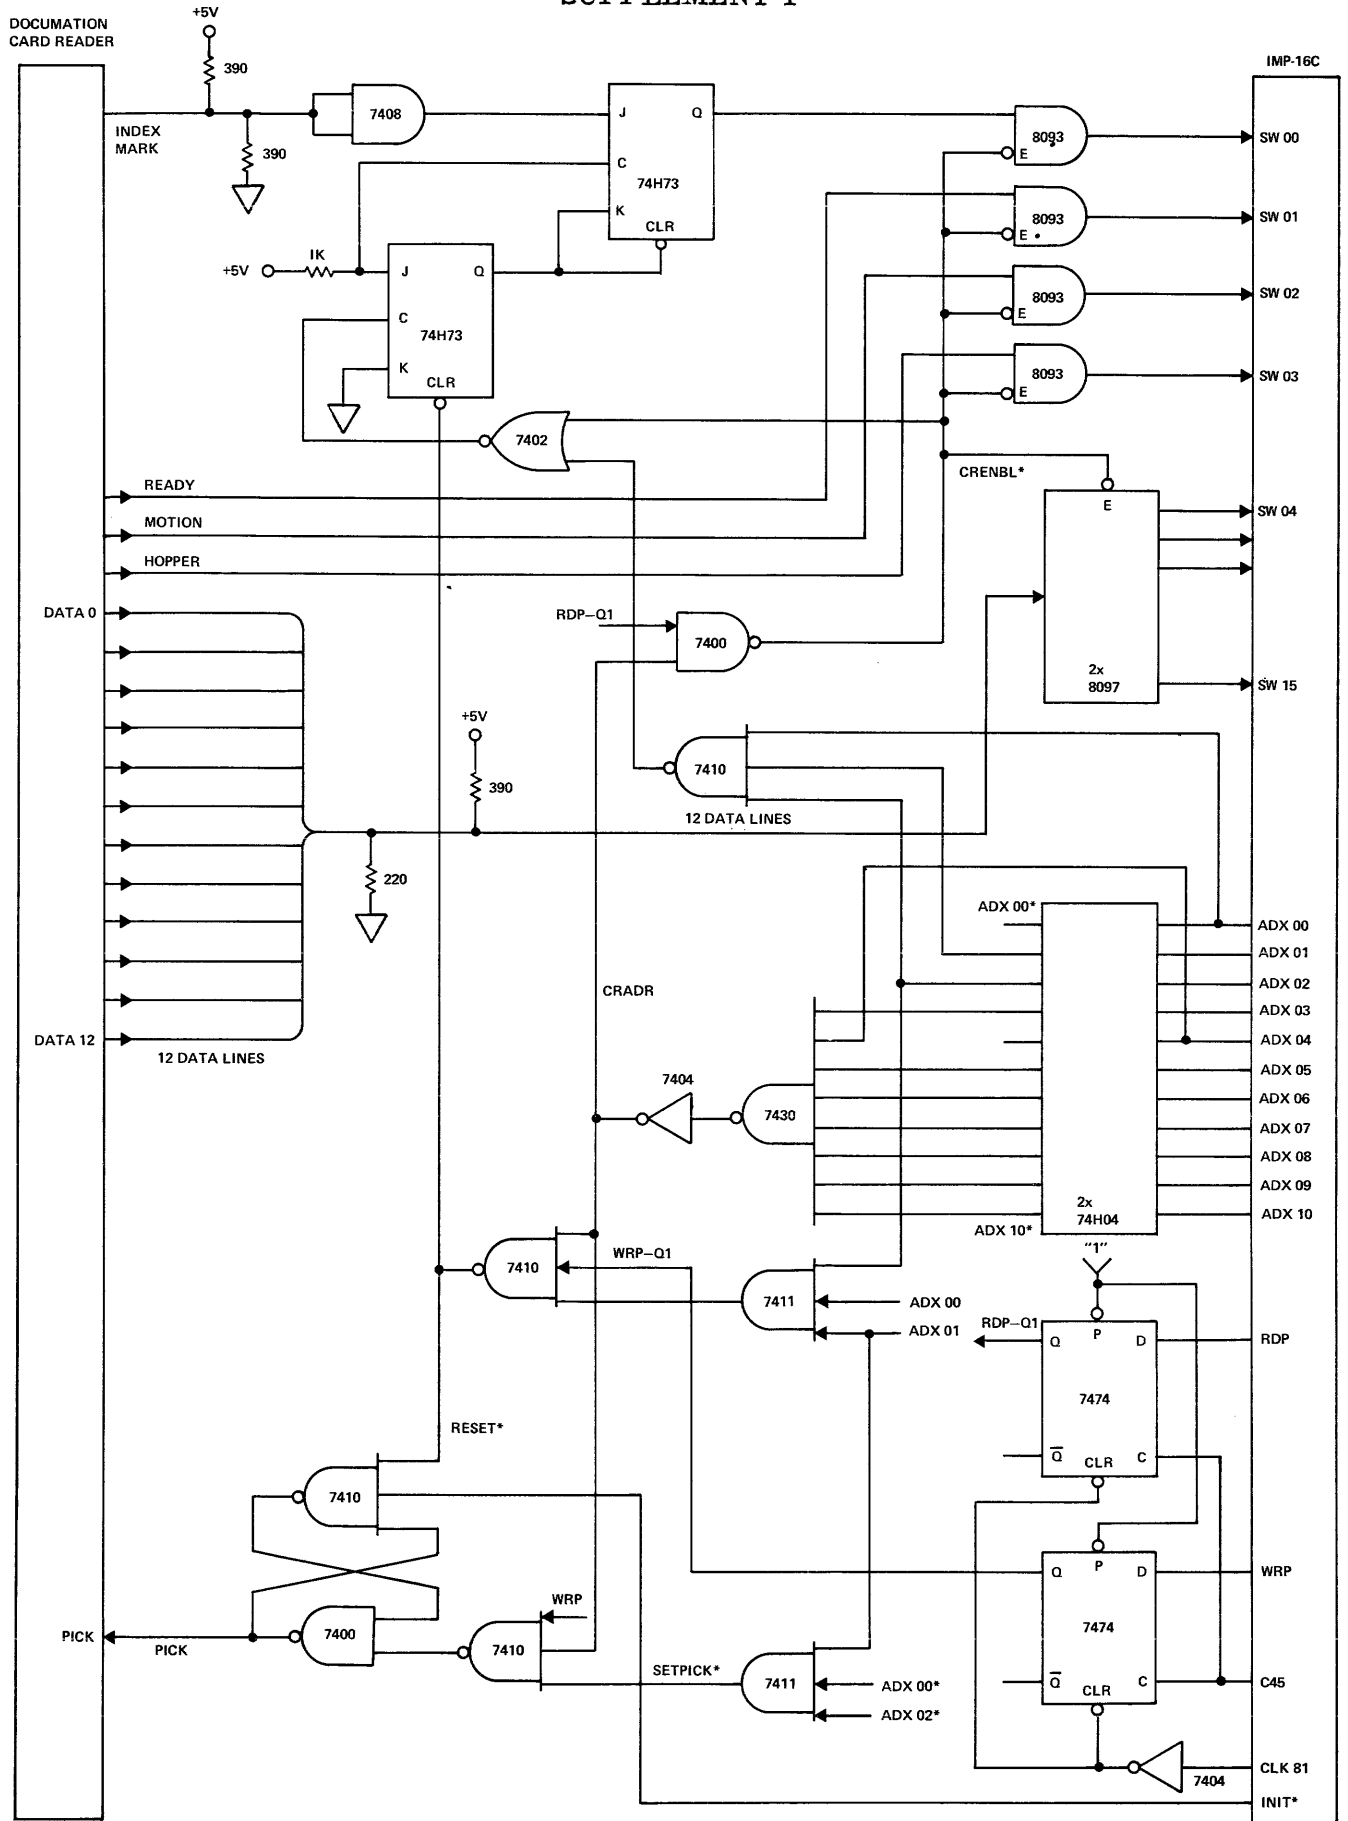 SUPPLEMENT 1
DOCUMATION
CARD READER
+5V
390
IMP-16C
INDEX
MARK
390
7408
J
Q
C
74H73
K
CLR
8093
E
SW 00
8093
E
SW 01
+5V
1K
J
Q
C
74H73
K
CLR
8093
E
SW 02
8093
E
SW 03
7402
CRENBL*
READY
MOTION
HOPPER
E
SW 04
2x
8097
SW 15
DATA 0
RDP–Q1
7400
+5V
390
7410
12 DATA LINES
220
DATA 12
12 DATA LINES
CRADR
ADX 00*
ADX 00
ADX 01
ADX 02
ADX 03
ADX 04
ADX 05
ADX 06
ADX 07
ADX 08
ADX 09
ADX 10
7404
7430
2x
74H04
ADX 10*
"1"
7410
WRP–Q1
7411
ADX 00
ADX 01
RDP–Q1
Q
P
D
RDP
7474
Q
CLR
C
RESET*
7410
Q
P
D
WRP
7474
Q
CLR
C
C45
PICK
PICK
7400
7410
WRP
SETPICK*
7411
ADX 00*
ADX 02*
7404
CLK 81
INIT*